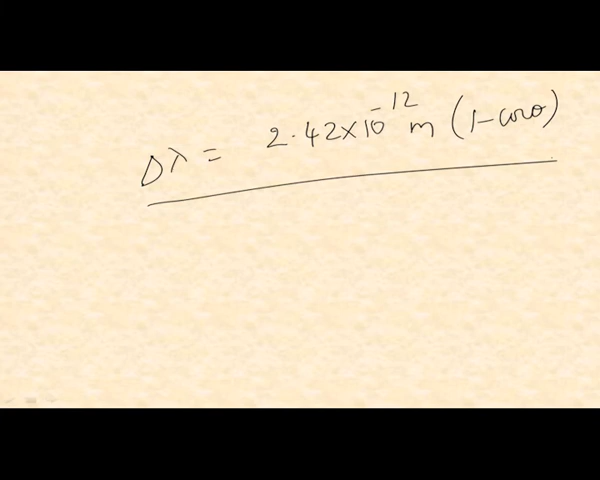 Δλ = 2.42×10⁻¹² m (1-cosθ)